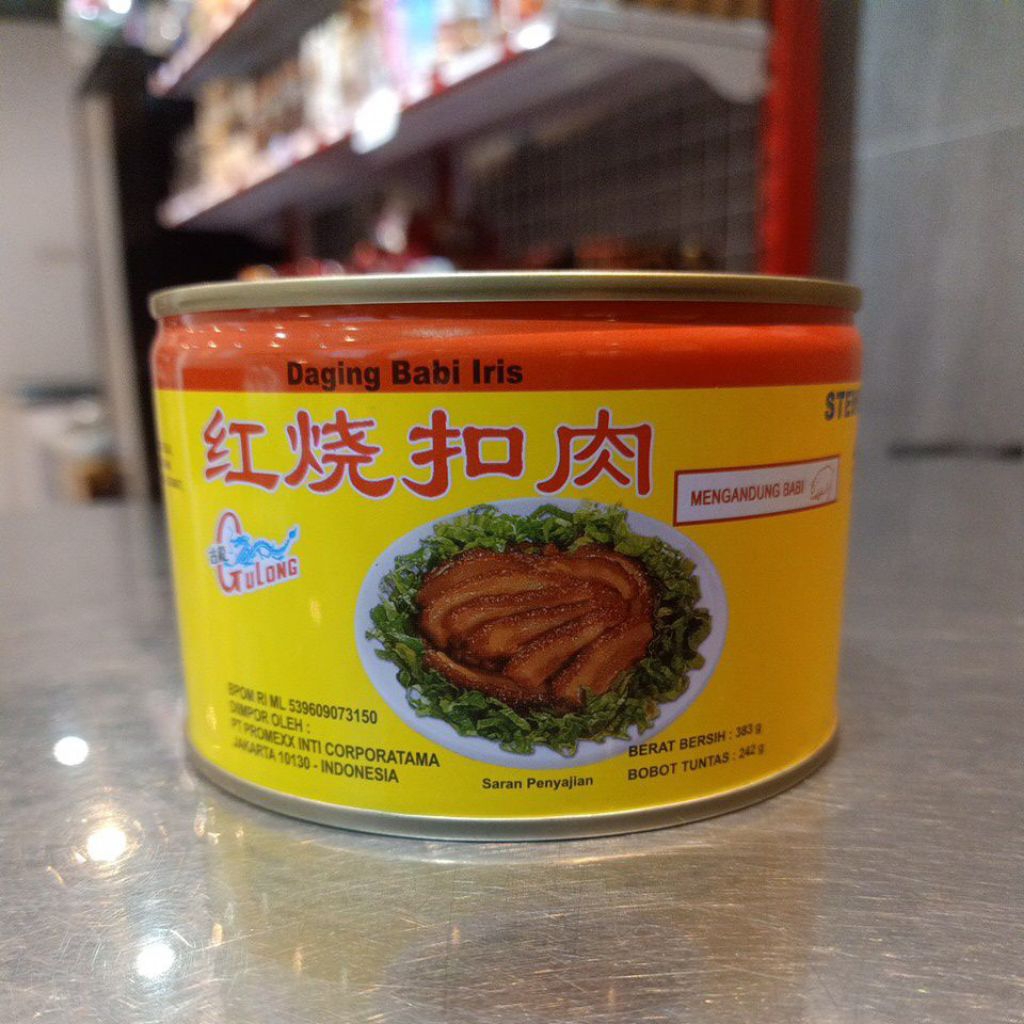 Daging Babi Iris
红烧扣肉
MENGANDUNG BABI
GULONG
BPOM RI ML 539609073150
DIIMPOR OLEH :
PT PROMEXX INTI CORPORATAMA
JAKARTA 10130 - INDONESIA
Saran Penyajian
BERAT BERSIH : 383 g
BOBOT TUNTAS : 242 g